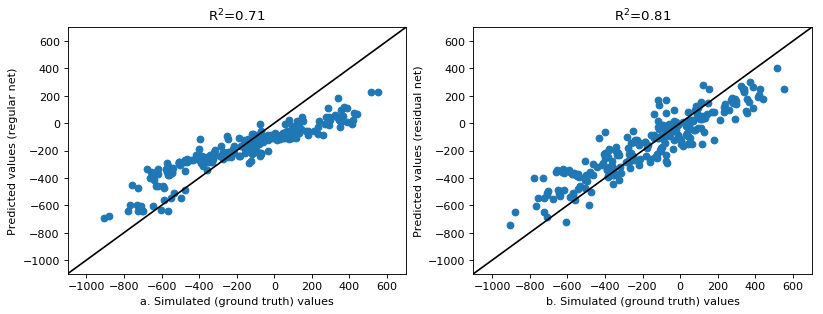 R²=0.71
Predicted values (regular net)
600
400
200
0
−200
−400
−600
−800
−1000
−1000 −800 −600 −400 −200 0 200 400 600
a. Simulated (ground truth) values
R²=0.81
Predicted values (residual net)
600
400
200
0
−200
−400
−600
−800
−1000
−1000 −800 −600 −400 −200 0 200 400 600
b. Simulated (ground truth) values